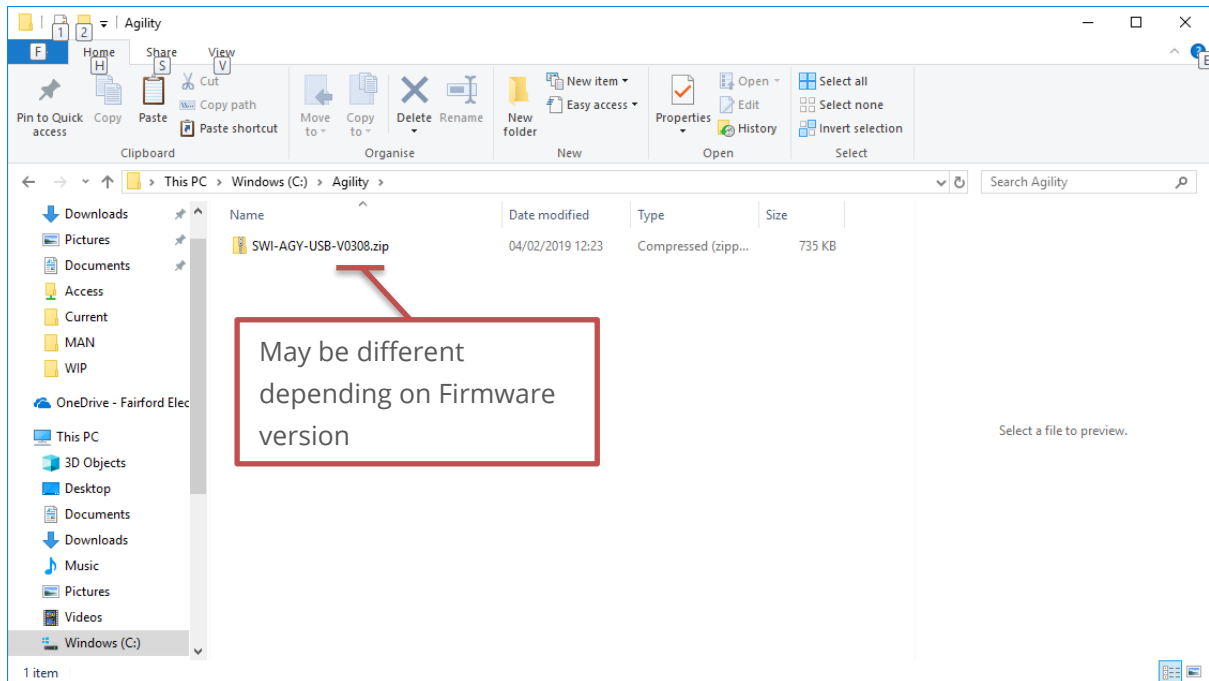 Agility
1
2
F
Home
Share
View
H
S
V
E
Pin to Quick access
Copy
Paste
Cut
Copy path
Paste shortcut
Clipboard
Move to
Copy to
Delete
Rename
Organise
New folder
New item
Easy access
New
Properties
Open
Edit
History
Open
Select all
Select none
Invert selection
Select
This PC > Windows (C:) > Agility >
Search Agility
Downloads
Pictures
Documents
Access
Current
MAN
WIP
OneDrive - Fairford Elec
This PC
3D Objects
Desktop
Documents
Downloads
Music
Pictures
Videos
Windows (C:)
Name
Date modified
Type
Size
SWI-AGY-USB-V0308.zip
04/02/2019 12:23
Compressed (zipp...
735 KB
May be different
depending on Firmware
version
Select a file to preview.
1 item